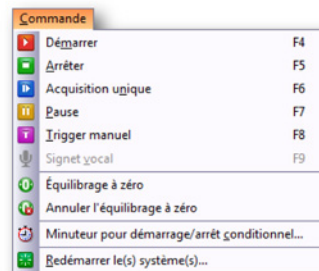 Commande
Démarrer F4
Arrêter F5
Acquisition unique F6
Pause F7
Trigger manuel F8
Signet vocal F9
Équilibrage à zéro
Annuler l'équilibrage à zéro
Minuteur pour démarrage/arrêt conditionnel...
Redémarrer le(s) système(s)...